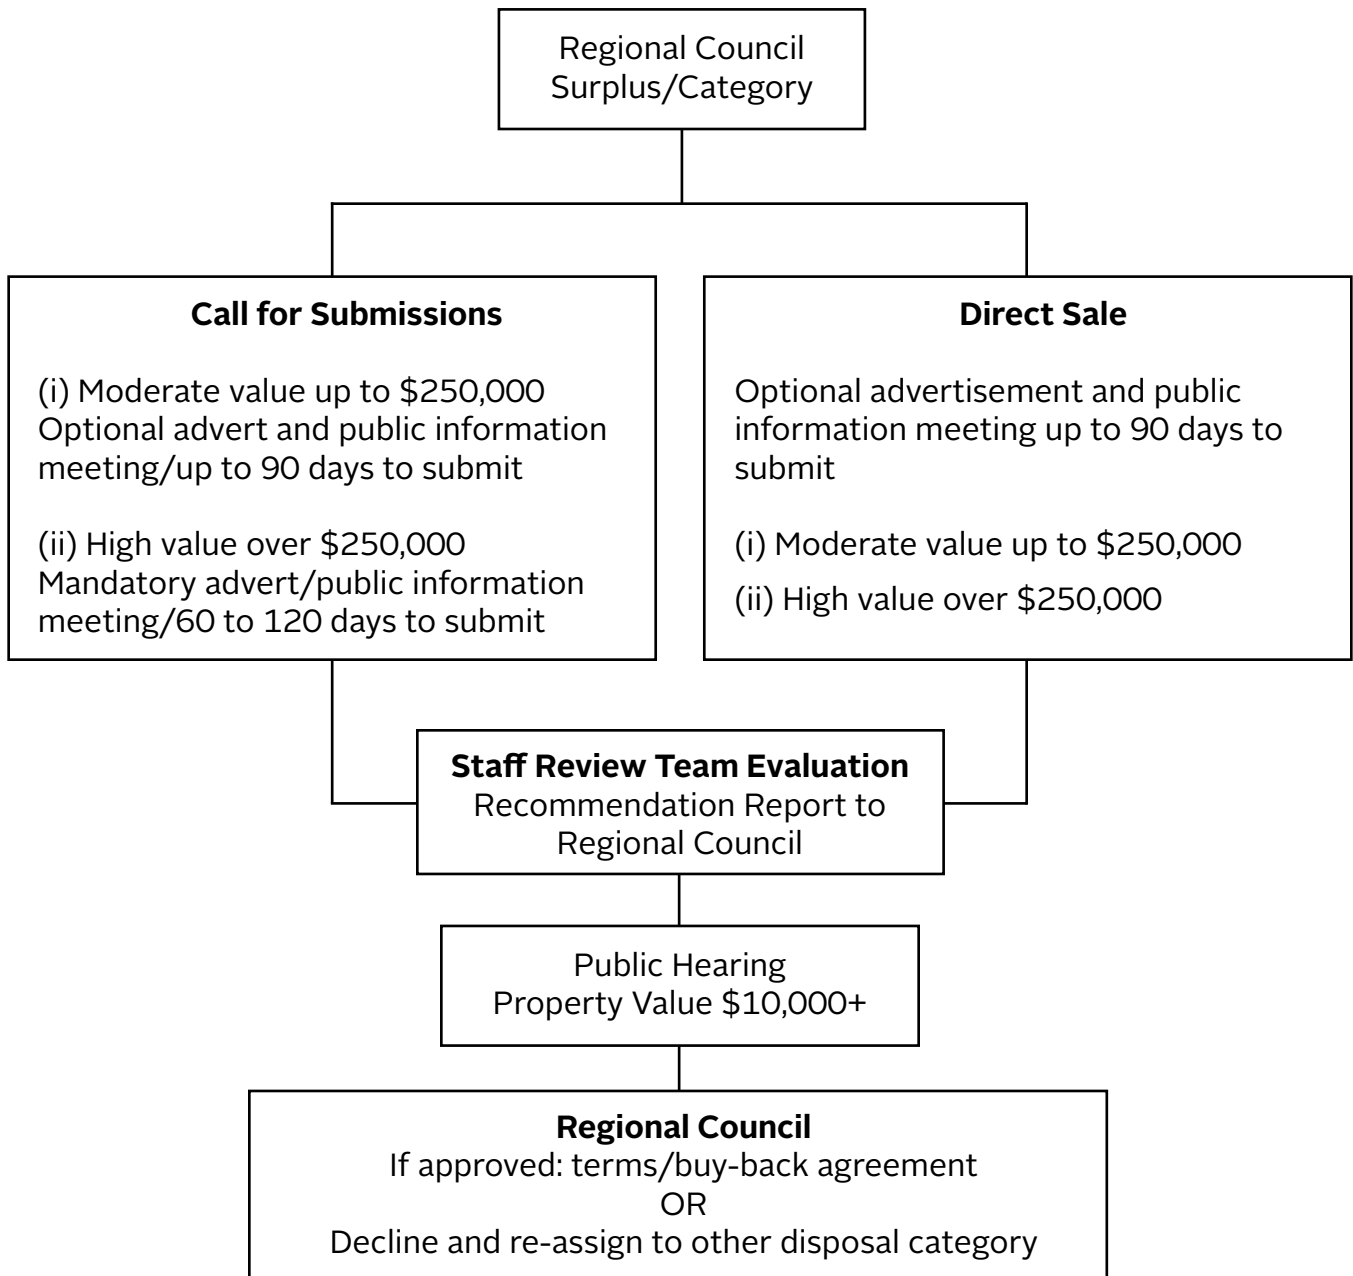 Regional Council
Surplus/Category
Call for Submissions
(i) Moderate value up to $250,000
Optional advert and public information
meeting/up to 90 days to submit
(ii) High value over $250,000
Mandatory advert/public information
meeting/60 to 120 days to submit
Direct Sale
Optional advertisement and public
information meeting up to 90 days to
submit
(i) Moderate value up to $250,000
(ii) High value over $250,000
Staff Review Team Evaluation
Recommendation Report to
Regional Council
Public Hearing
Property Value $10,000+
Regional Council
If approved: terms/buy-back agreement
OR
Decline and re-assign to other disposal category